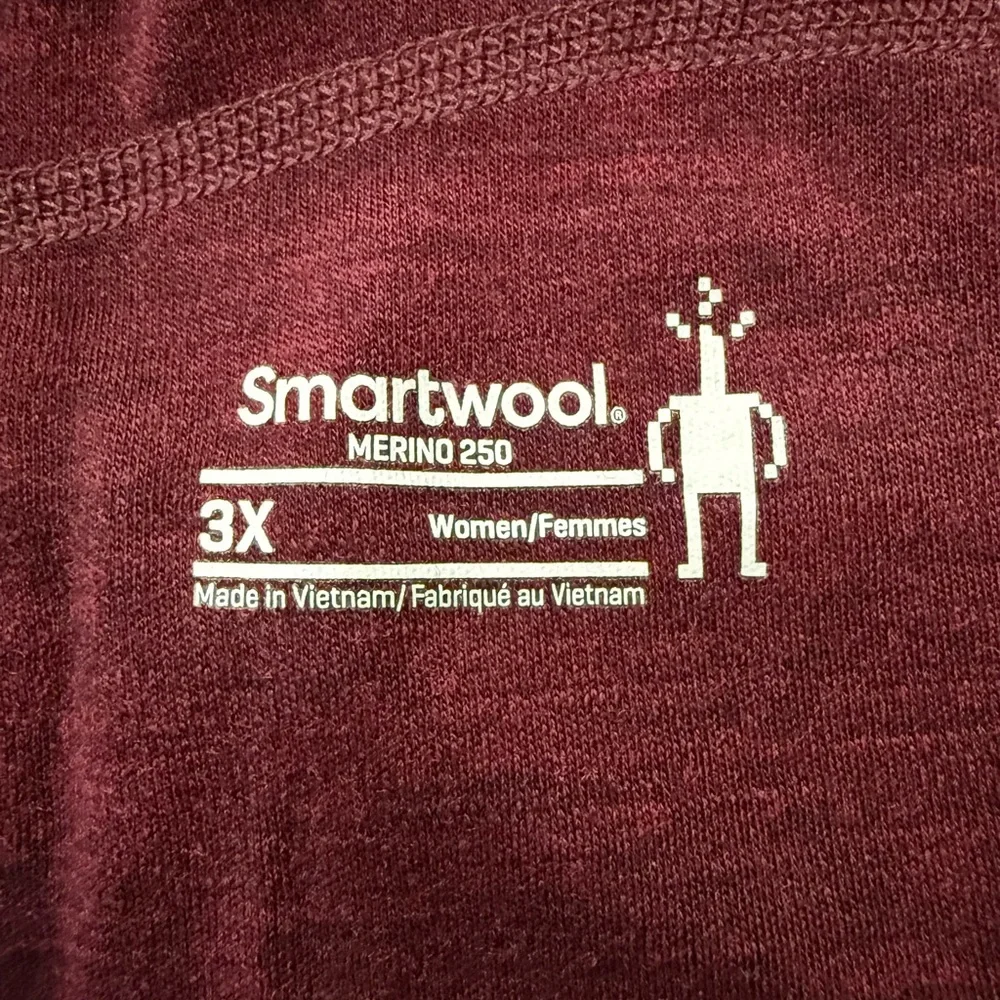 Smartwool®
MERINO 250
3X Women/Femmes
Made in Vietnam/Fabriqué au Vietnam